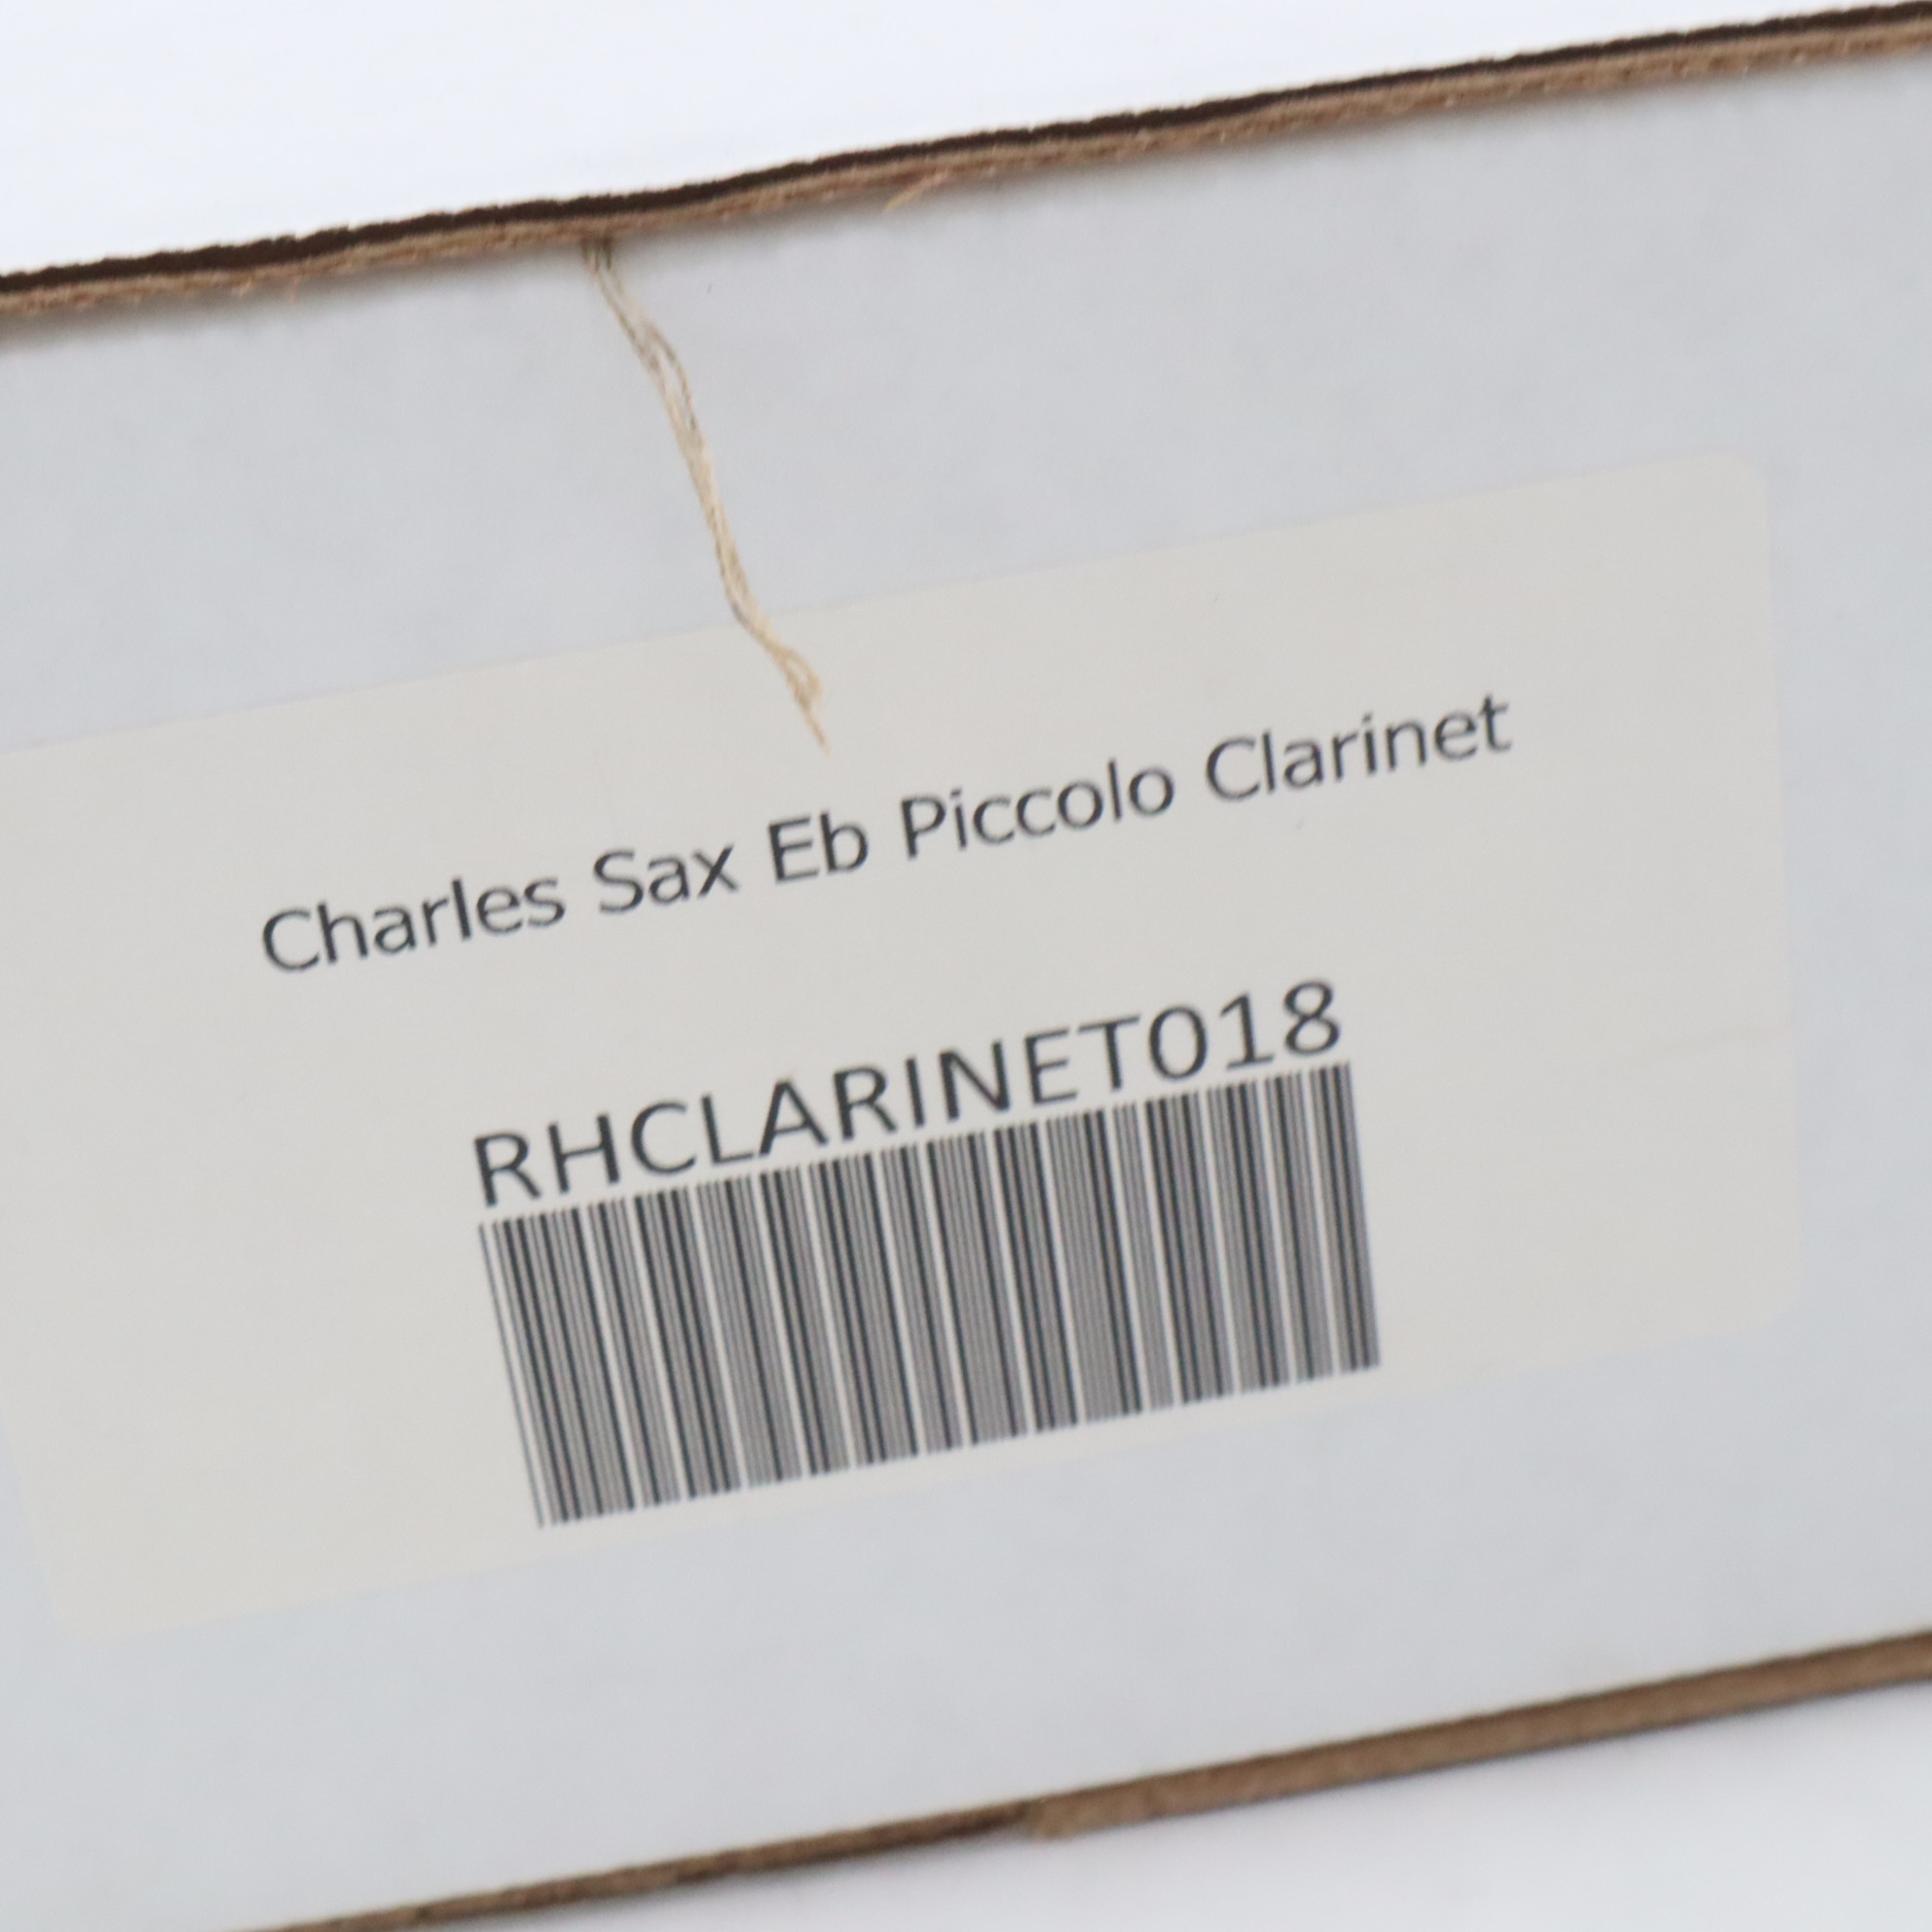 Charles Sax Eb Piccolo Clarinet
RHCLARINET018